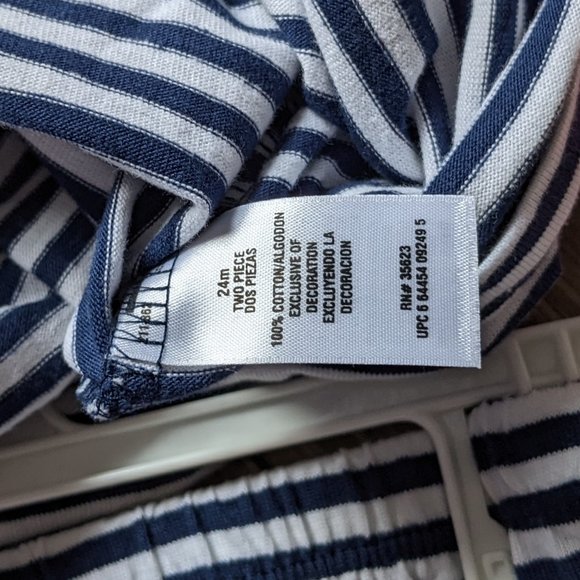 24m
TWO PIECE
DOS PIEZAS
100% COTTON/ALGODON
EXCLUSIVE OF
DECORATION
EXCLUYENDO LA
DECORACION
RN# 35623
UPC 6 64454 09249 5